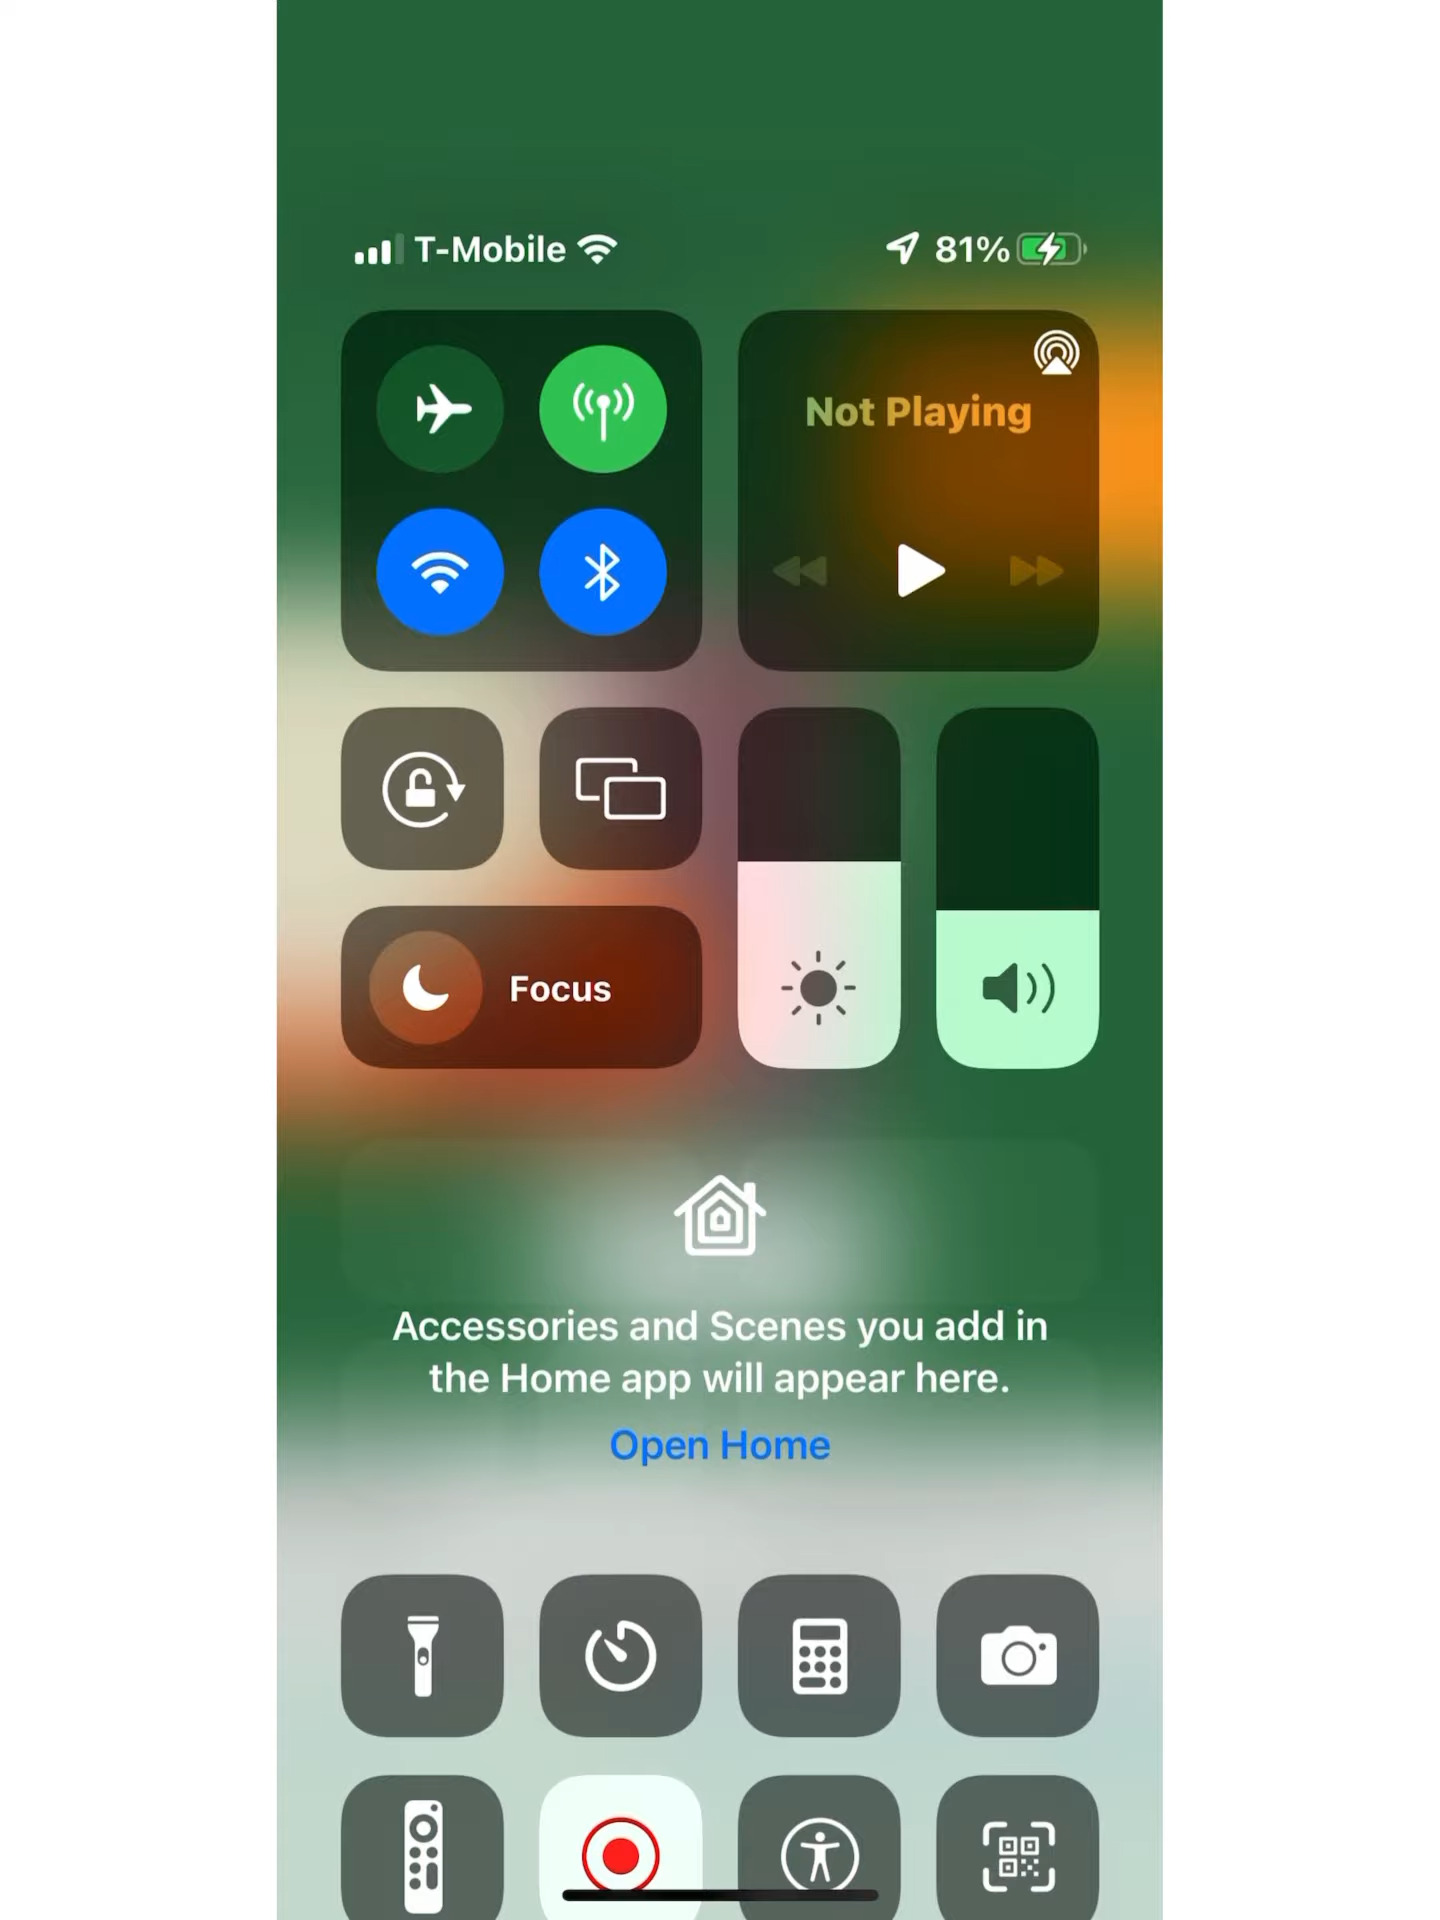 T-Mobile
81%
Not Playing
Focus
Accessories and Scenes you add in
the Home app will appear here.
Open Home